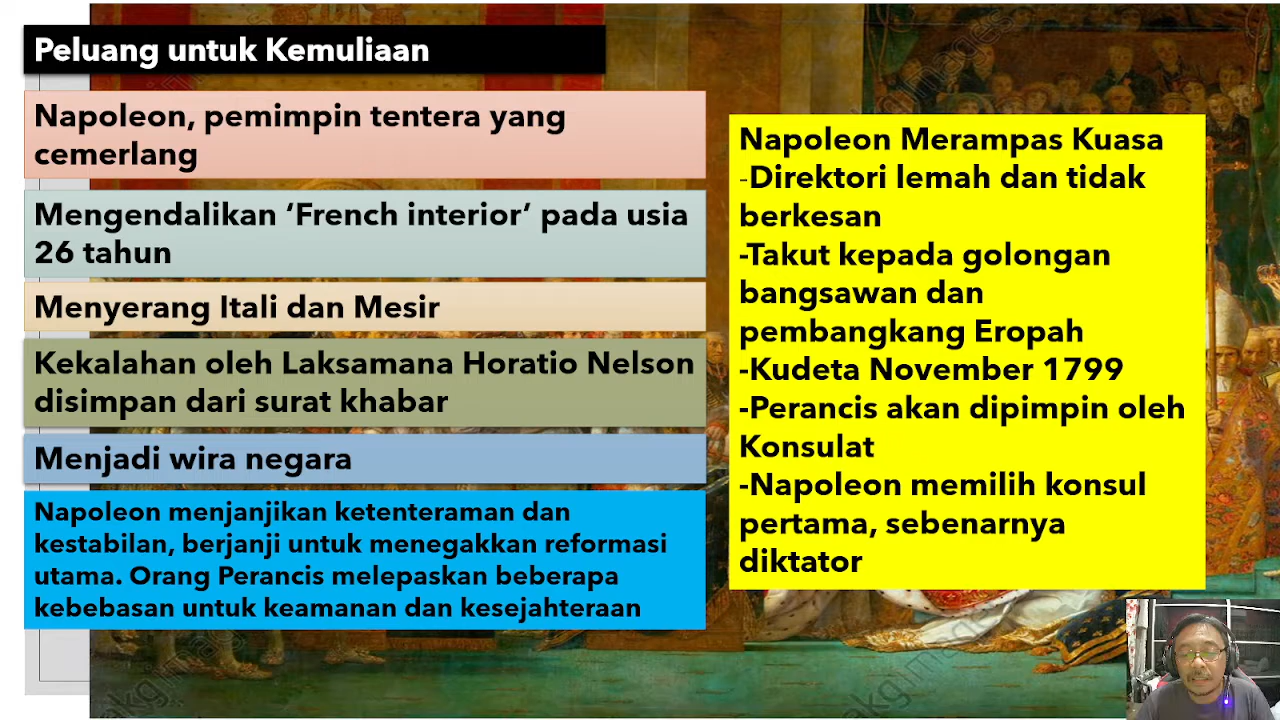 Peluang untuk Kemuliaan
Napoleon, pemimpin tentera yang
cemerlang
Mengendalikan ‘French interior’ pada usia
26 tahun
Menyerang Itali dan Mesir
Kekalahan oleh Laksamana Horatio Nelson
disimpan dari surat khabar
Menjadi wira negara
Napoleon menjanjikan ketenteraman dan
kestabilan, berjanji untuk menegakkan reformasi
utama. Orang Perancis melepaskan beberapa
kebebasan untuk keamanan dan kesejahteraan
Napoleon Merampas Kuasa
-Direktori lemah dan tidak
berkesan
-Takut kepada golongan
bangsawan dan
pembangkang Eropah
-Kudeta November 1799
-Perancis akan dipimpin oleh
Konsulat
-Napoleon memilih konsul
pertama, sebenarnya
diktator